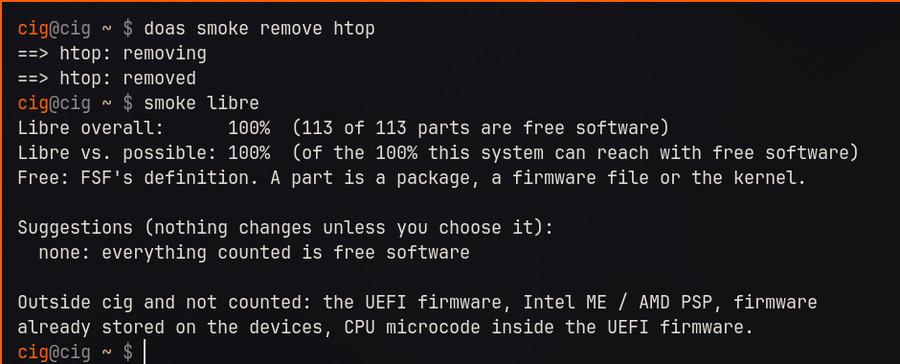 cig@cig ~ $ doas smoke remove htop
==> htop: removing
==> htop: removed
cig@cig ~ $ smoke libre
Libre overall:      100%  (113 of 113 parts are free software)
Libre vs. possible: 100%  (of the 100% this system can reach with free software)
Free: FSF's definition. A part is a package, a firmware file or the kernel.

Suggestions (nothing changes unless you choose it):
  none: everything counted is free software

Outside cig and not counted: the UEFI firmware, Intel ME / AMD PSP, firmware
already stored on the devices, CPU microcode inside the UEFI firmware.
cig@cig ~ $